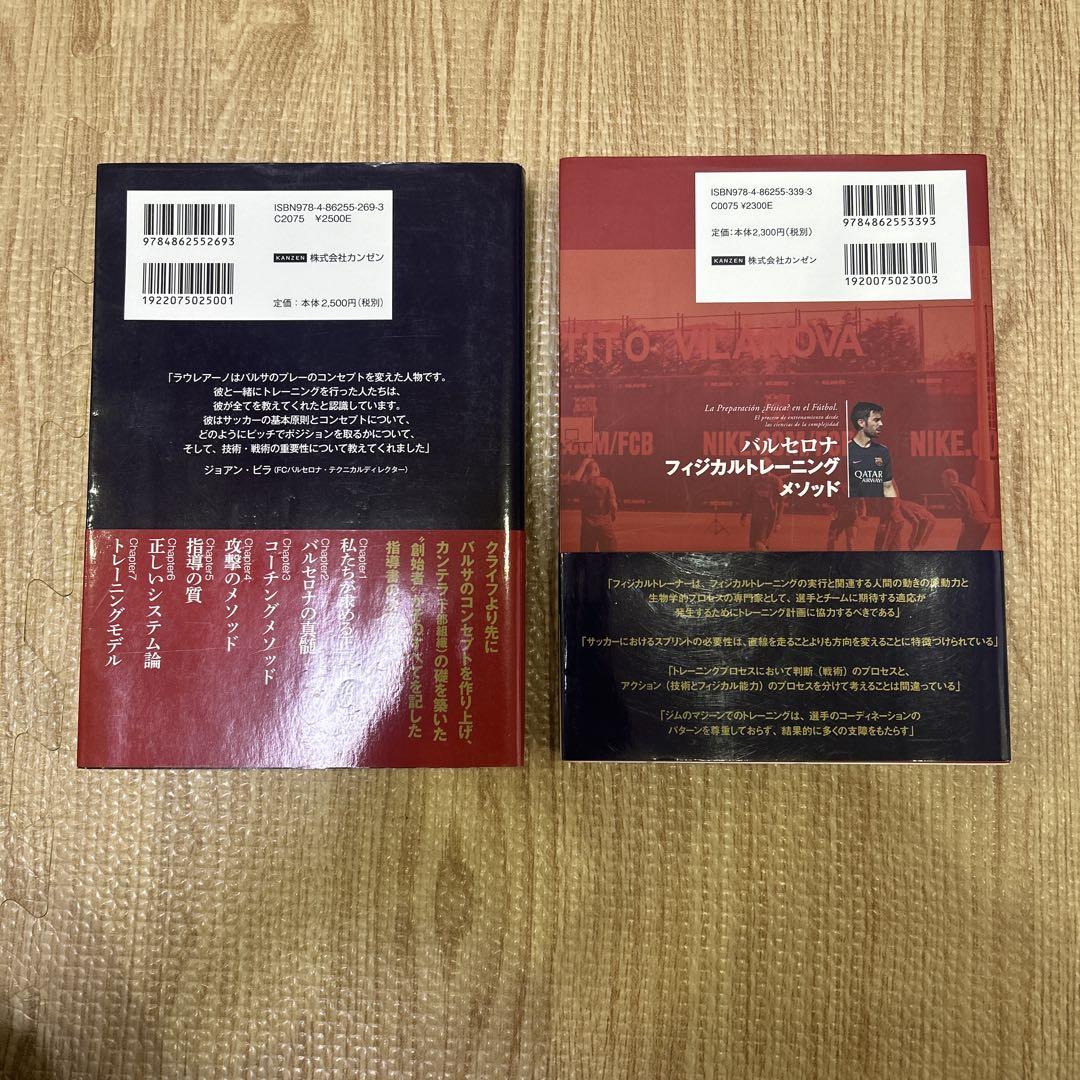 ISBN978-4-86255-269-3
C2075 ¥2500E
9784862552693
KANZEN 株式会社カンゼン
1922075025001
定価：本体2,500円（税別）
「ラウレアーノはバルサのプレーのコンセプトを変えた人物です。
彼と一緒にトレーニングを行った人たちは、
彼が全てを教えてくれたと認識しています。
彼はサッカーの基本原則とコンセプトについて、
どのようにピッチでポジションを取るかについて、
そして、技術・戦術の重要性について教えてくれました」
ジョアン・ビラ（FCバルセロナ・テクニカルディレクター）
クライフより先に
バルサのコンセプトを作り上げ、
カンテラ（下部組織）の礎を築いた
“創始者”が
を記した
指導書の
Chapter1
私たちが求める
Chapter2
バルセロナの真髄
Chapter3
コーチングメソッド
Chapter4
攻撃のメソッド
Chapter5
指導の質
Chapter6
正しいシステム論
Chapter7
トレーニングモデル
ISBN978-4-86255-339-3
C0075 ¥2300E
9784862553393
定価：本体2,300円（税別）
KANZEN 株式会社カンゼン
1920075023003
TITO VILANOVA
La Preparación ¿Física? en el Fútbol.
El proceso de entrenamiento desde
las ciencias de la complejidad
.COM/FCB NIKE.COM/FCB NIKE.
バルセロナ
フィジカルトレーニング
メソッド
QATAR
AIRWAYS
「フィジカルトレーナーは、フィジカルトレーニングの実行と関連する人間の動きの原動力と
生物学的プロセスの専門家として、選手とチームに期待する適応が
発生するためにトレーニング計画に協力するべきである」
「サッカーにおけるスプリントの必要性は、直線を走ることよりも方向を変えることに特徴づけられている」
「トレーニングプロセスにおいて判断（戦術）のプロセスと、
アクション（技術とフィジカル能力）のプロセスを分けて考えることは間違っている」
「ジムのマシーンでのトレーニングは、選手のコーディネーションの
パターンを尊重しておらず、結果的に多くの支障をもたらす」